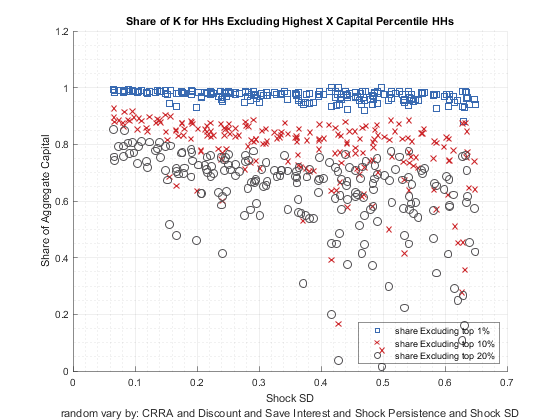 Share of K for HHs Excluding Highest X Capital Percentile HHs
1.2
1
0.8
0.6
0.4
0.2
0
Share of Aggregate Capital
share Excluding top 1%
share Excluding top 10%
share Excluding top 20%
0 0.1 0.2 0.3 0.4 0.5 0.6 0.7
Shock SD
random vary by: CRRA and Discount and Save Interest and Shock Persistence and Shock SD